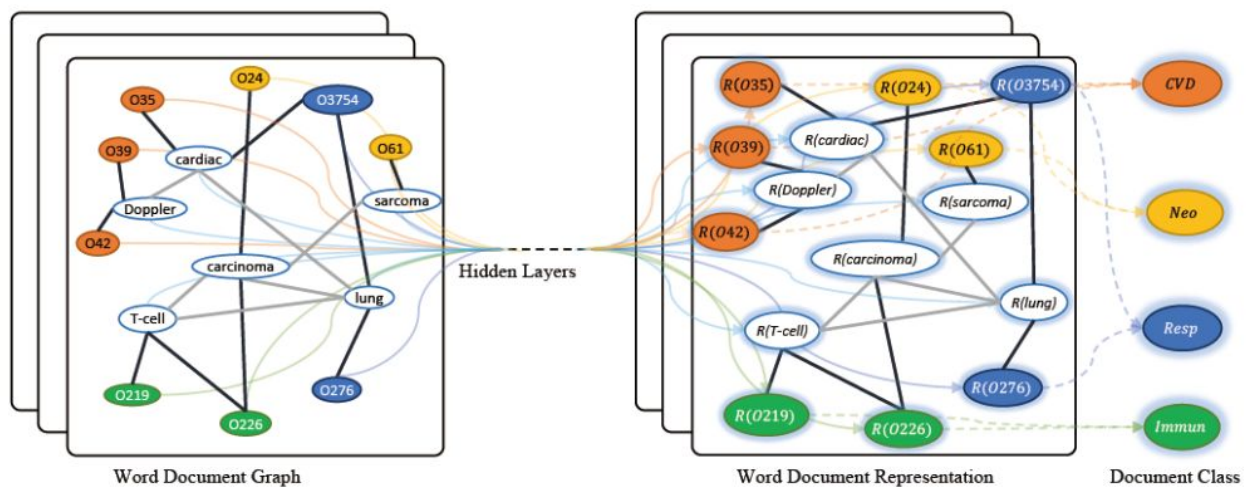 O24
O35
O3754
O39
O61
cardiac
Doppler
sarcoma
O42
carcinoma
lung
T-cell
O219
O276
O226
Word Document Graph
Hidden Layers
R(O35)
R(O24)
R(O3754)
R(cardiac)
R(O39)
R(O61)
R(Doppler)
R(sarcoma)
R(O42)
R(carcinoma)
R(lung)
R(T-cell)
R(O276)
R(O219)
R(O226)
Word Document Representation
CVD
Neo
Resp
Immun
Document Class